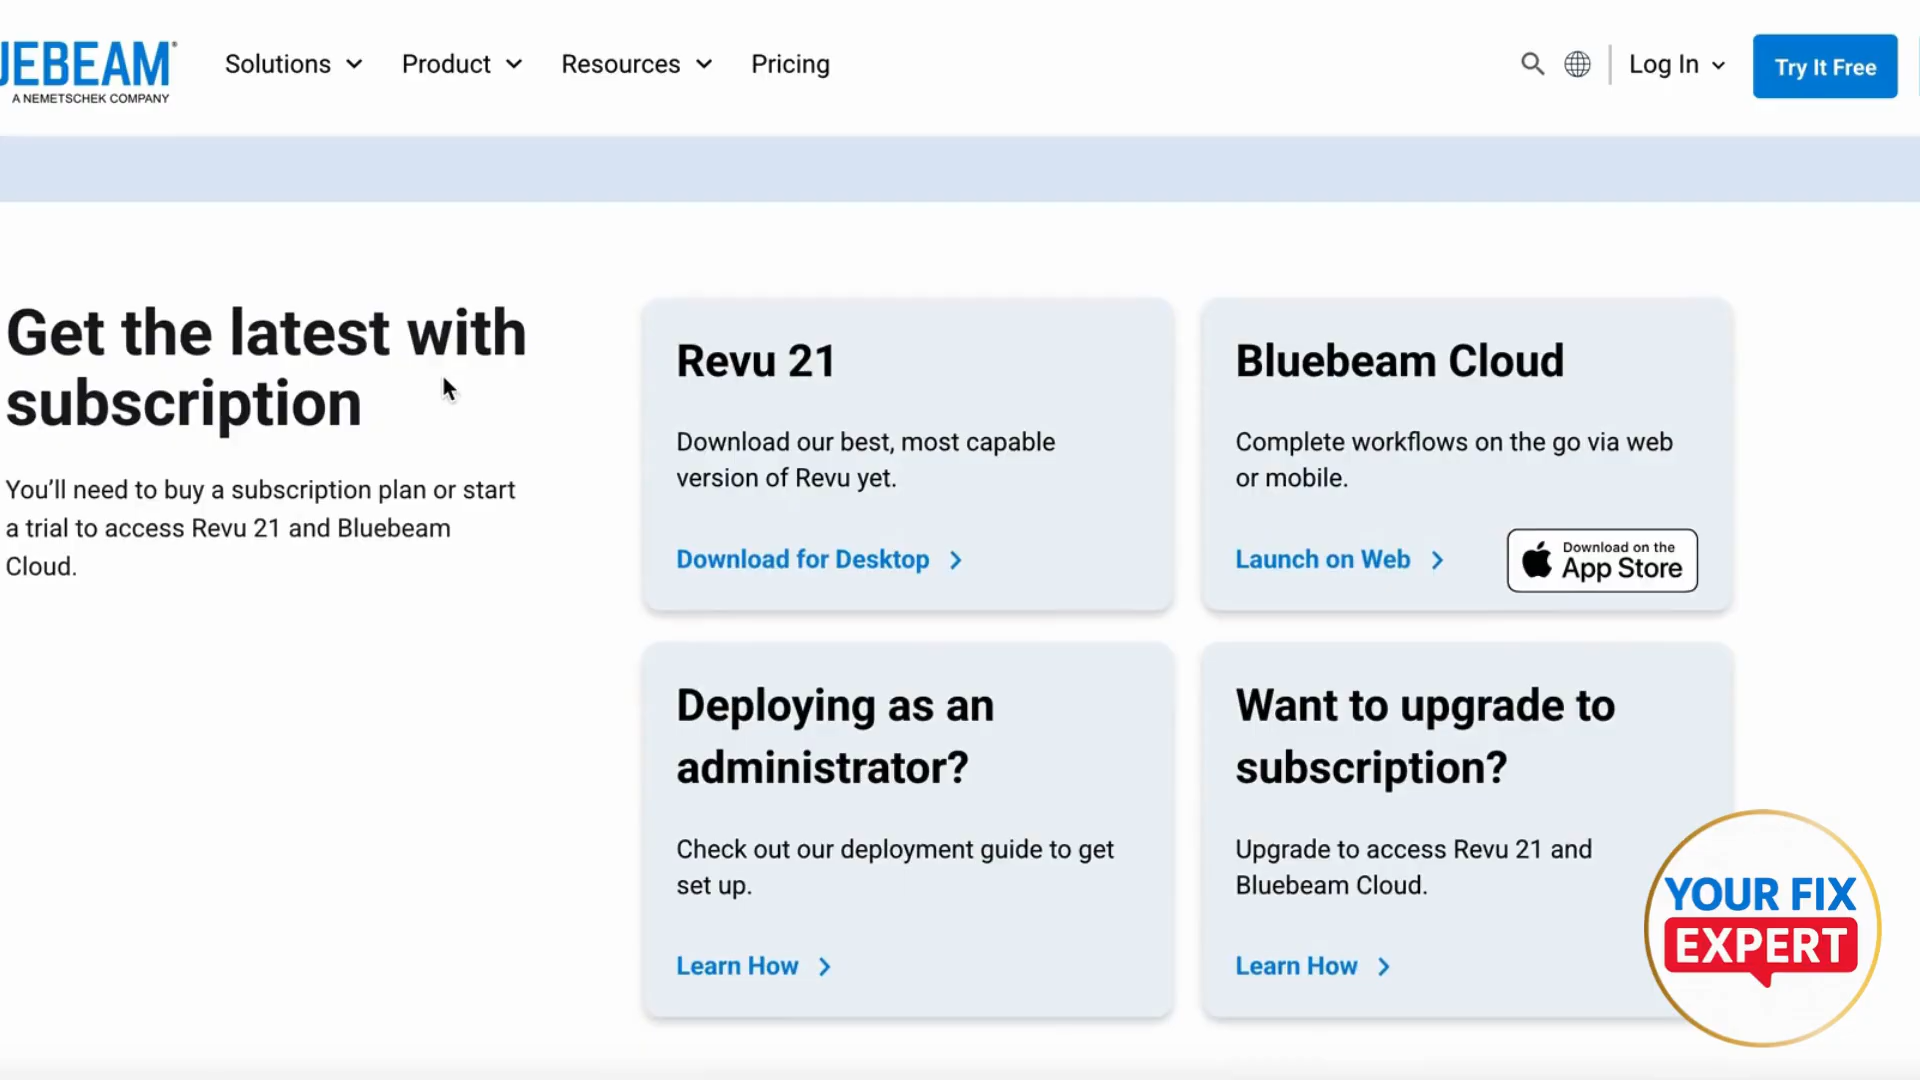 UEBEAM
A NEMETSCHEK COMPANY
Solutions
Product
Resources
Pricing
Log In
Try It Free
Get the latest with
subscription
You’ll need to buy a subscription plan or start
a trial to access Revu 21 and Bluebeam
Cloud.
Revu 21
Download our best, most capable
version of Revu yet.
Download for Desktop
Bluebeam Cloud
Complete workflows on the go via web
or mobile.
Launch on Web
Download on the
App Store
Deploying as an
administrator?
Check out our deployment guide to get
set up.
Learn How
Want to upgrade to
subscription?
Upgrade to access Revu 21 and
Bluebeam Cloud.
Learn How
YOUR FIX
EXPERT